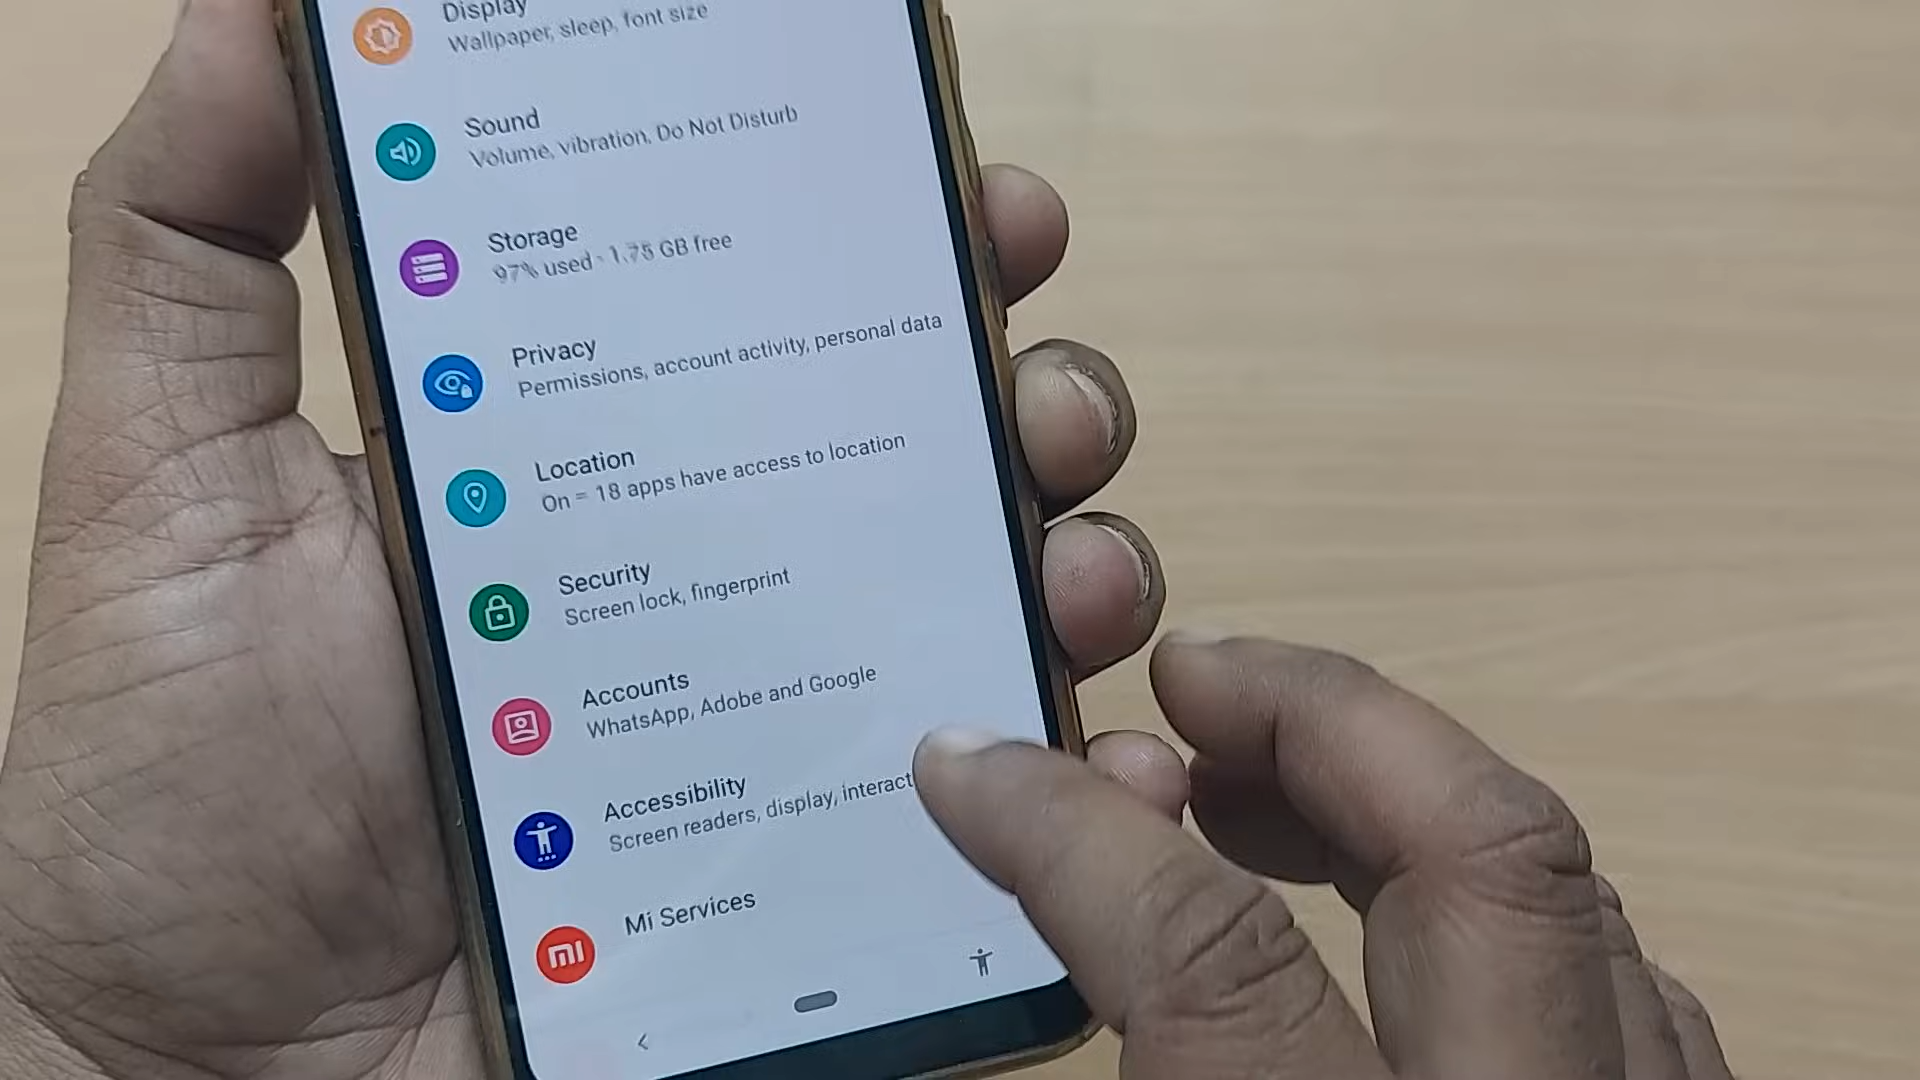 Display
Wallpaper, sleep, font size
Sound
Volume, vibration, Do Not Disturb
Storage
97% used - 1.75 GB free
Privacy
Permissions, account activity, personal data
Location
On = 18 apps have access to location
Security
Screen lock, fingerprint
Accounts
WhatsApp, Adobe and Google
Accessibility
Screen readers, display, interact
Mi Services